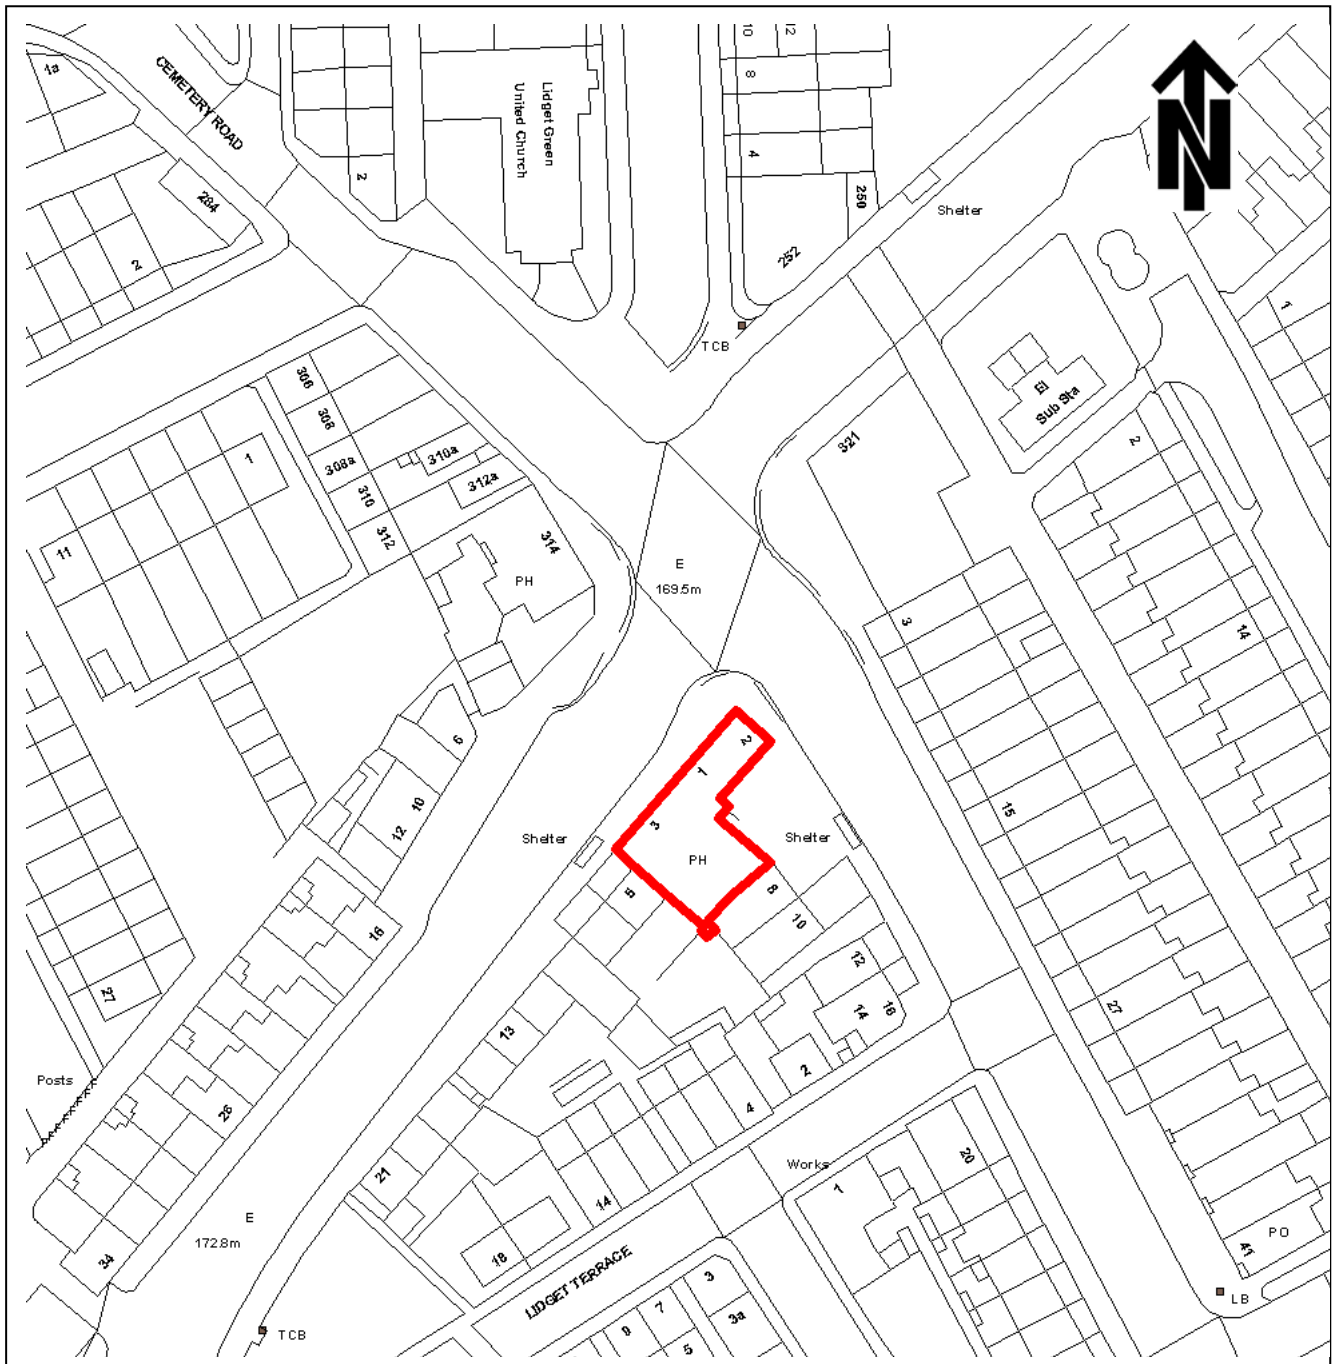 1a
CEMETERY ROAD
284
2
2
Lidget Green
United Church
10
12
8
4
250
252
N
Shelter
TCB
El
Sub Sta
1
2
14
321
306
308
308a
310
312
310a
312a
314
PH
1
11
E
169.5m
3
15
27
2
1
3
PH
Shelter
Shelter
5
8
10
12
14
16
2
4
6
10
12
16
26
34
27
Posts
13
21
14
18
E
172.8m
TCB
LIDGET TERRACE
Works
1
20
3
3a
7
9
5
41
PO
LB